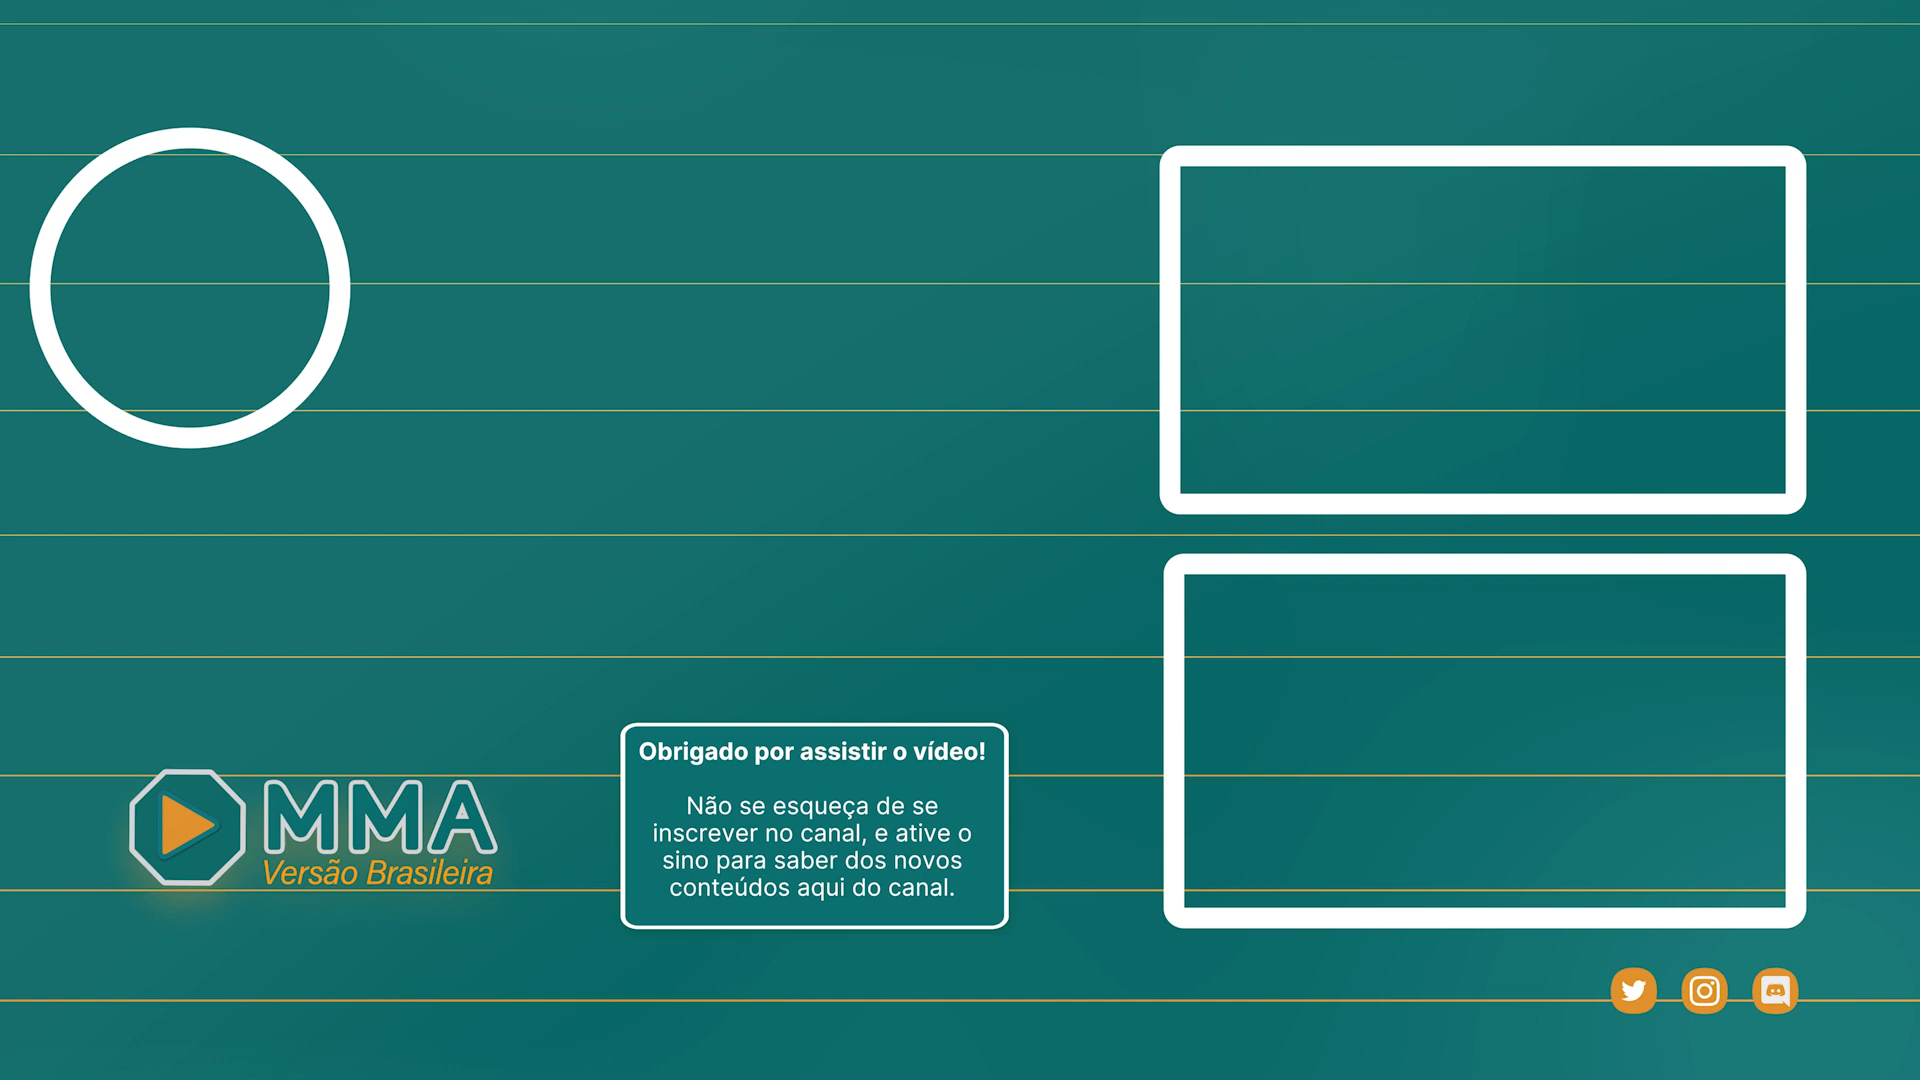 MMA
Versão Brasileira
Obrigado por assistir o vídeo!
Não se esqueça de se
inscrever no canal, e ative o
sino para saber dos novos
conteúdos aqui do canal.